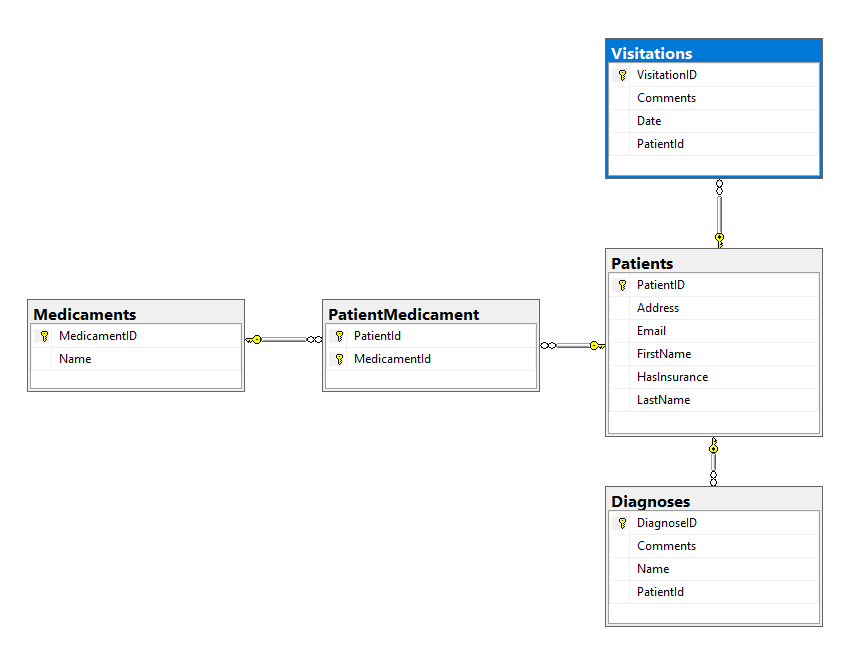 Visitations
VisitationID
Comments
Date
PatientId
Patients
PatientID
Address
Email
FirstName
HasInsurance
LastName
Medicaments
MedicamentID
Name
PatientMedicament
PatientId
MedicamentId
Diagnoses
DiagnoseID
Comments
Name
PatientId